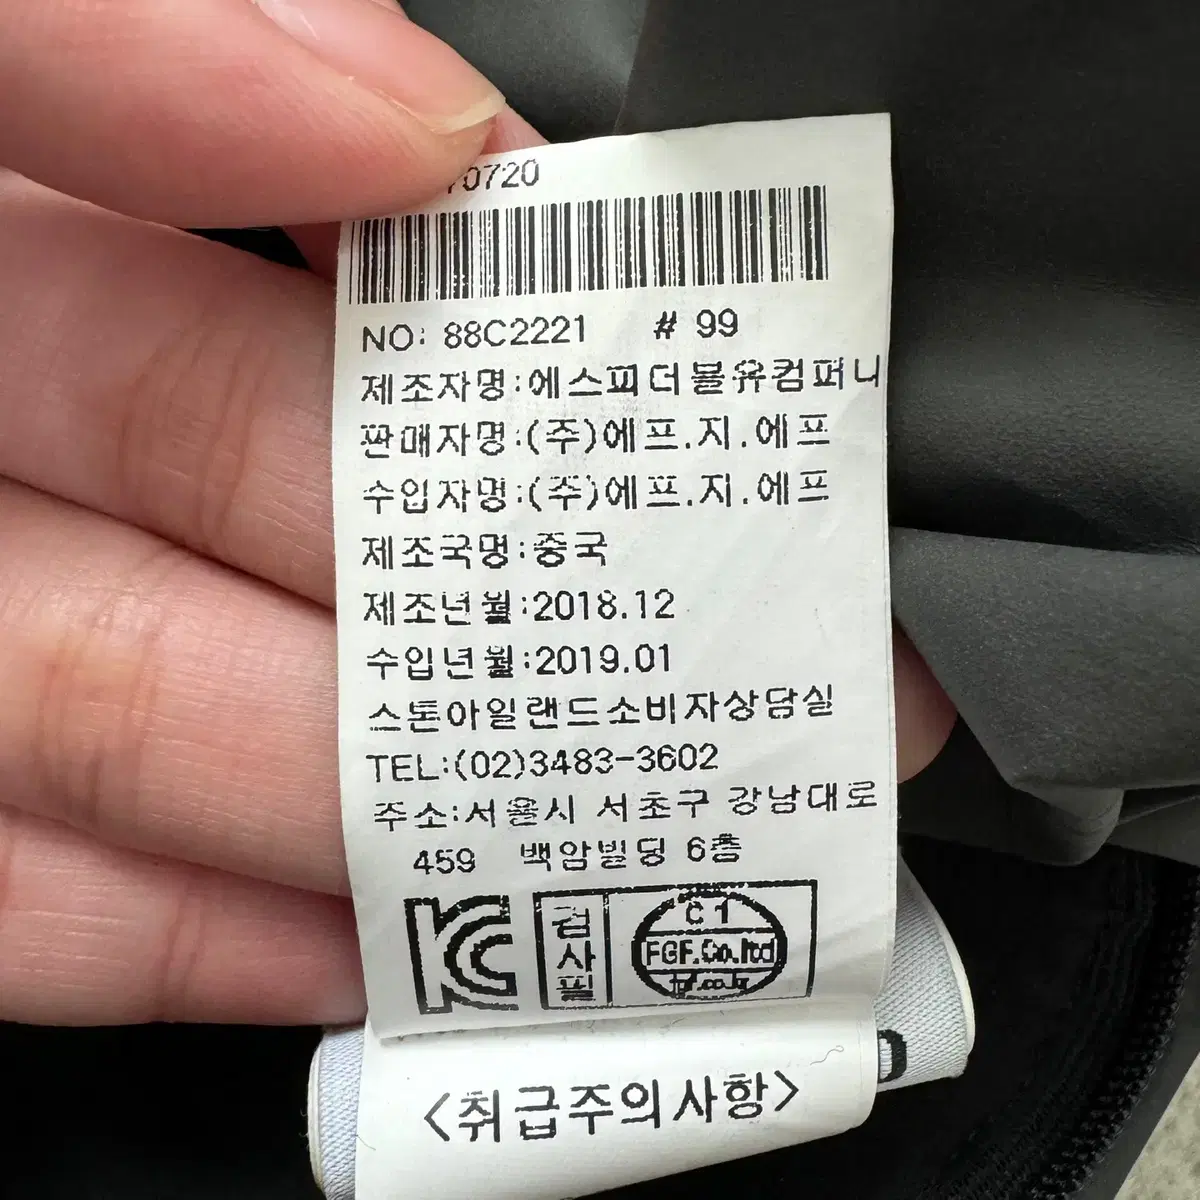 0720
NO: 88C2221 # 99
제조자명:에스피더블유컴퍼니
판매자명:(주)에프.지.에프
수입자명:(주)에프.지.에프
제조국명:중국
제조년월:2018.12
수입년월:2019.01
스톤아일랜드소비자상담실
TEL:(02)3483-3602
주소:서울시 서초구 강남대로
459 백암빌딩 6층
검사필
C 1
FGF.Co.ltd
<취급주의사항>